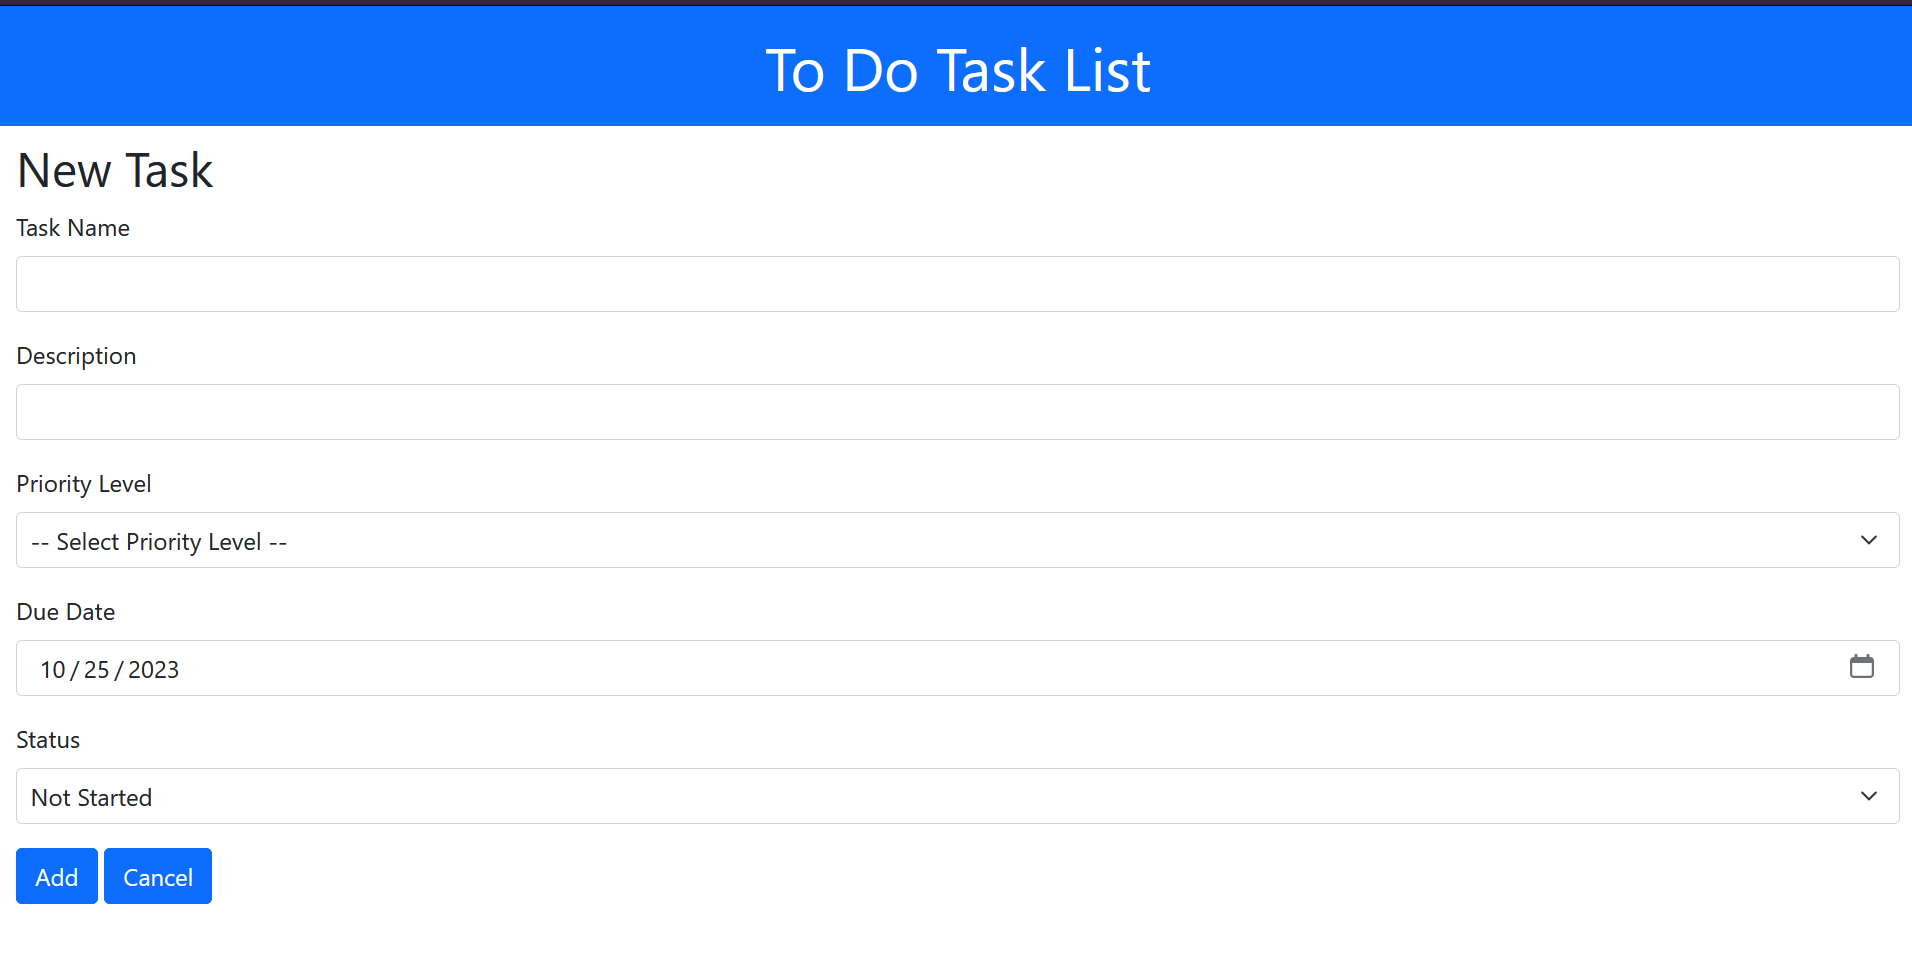 To Do Task List
New Task
Task Name
Description
Priority Level
-- Select Priority Level --
Due Date
10/25/2023
Status
Not Started
Add Cancel